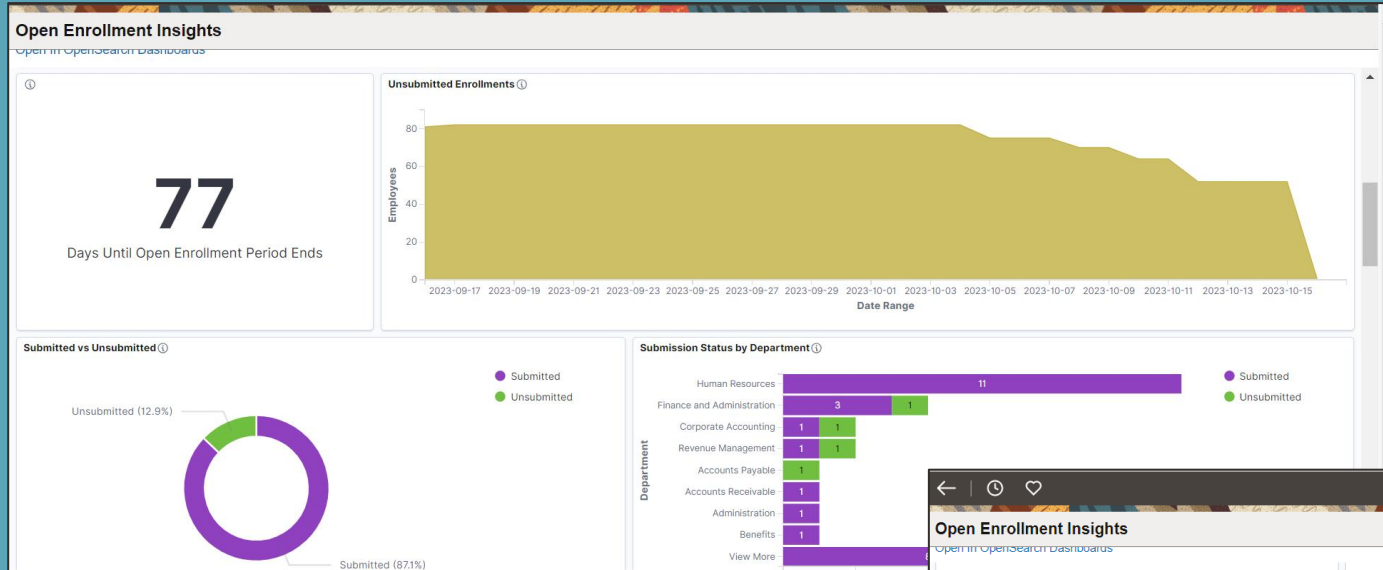 Open Enrollment Insights
Open in OpenSearch Dashboards
77
Days Until Open Enrollment Period Ends
Unsubmitted Enrollments
Employees
80
60
40
20
0
2023-09-17 2023-09-19 2023-09-21 2023-09-23 2023-09-25 2023-09-27 2023-09-29 2023-10-01 2023-10-03 2023-10-05 2023-10-07 2023-10-09 2023-10-11 2023-10-13 2023-10-15
Date Range
Submitted vs Unsubmitted
Submitted
Unsubmitted
Unsubmitted (12.9%)
Submitted (87.1%)
Submission Status by Department
Submitted
Unsubmitted
Department
Human Resources 11
Finance and Administration 3 1
Corporate Accounting 1 1
Revenue Management 1 1
Accounts Payable 1
Accounts Receivable 1
Administration 1
Benefits 1
View More
Open Enrollment Insights
Open in OpenSearch Dashboards